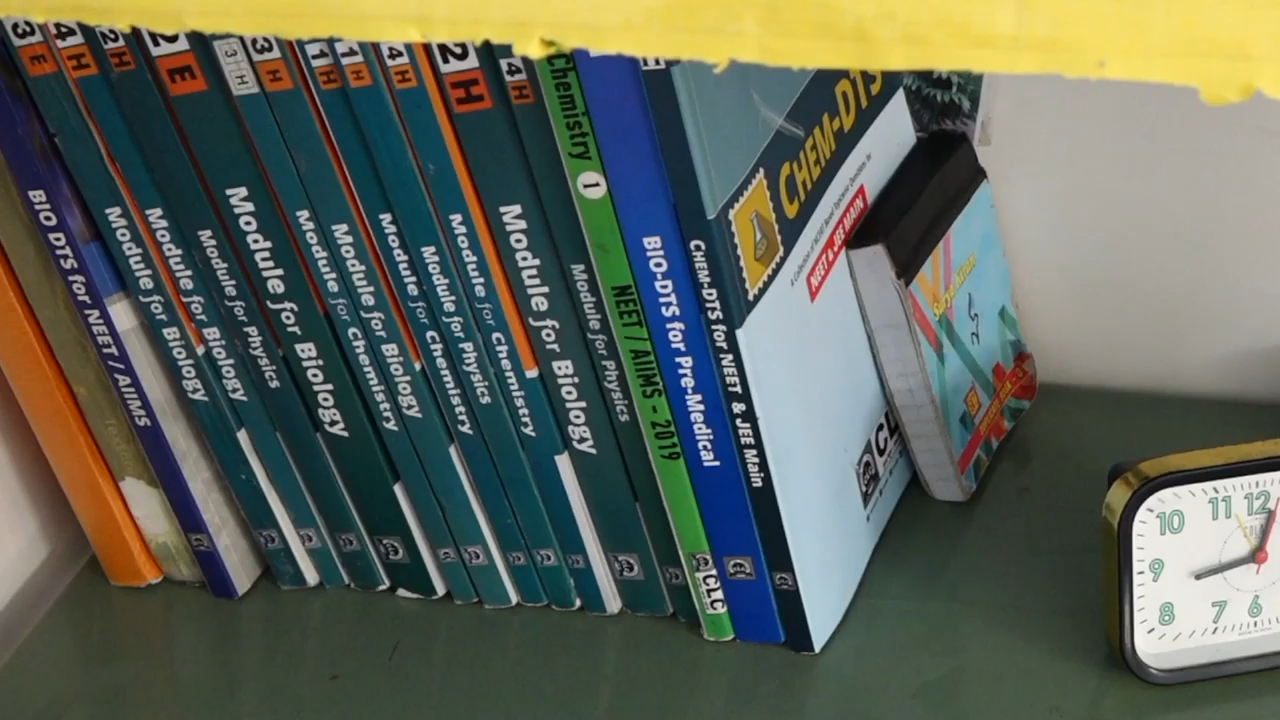 3 E
4 H
2 H
2 E
3 H
3 H
1 H
1 H
4 H
2 H
4 H
BIO DTS for NEET / AIIMS
Module for Biology
Module for Biology
Module for Physics
Module for Biology
Module for Chemistry
Module for Biology
Module for Chemistry
Module for Physics
Module for Chemistry
Module for Biology
Module for Physics
Chemistry 1 NEET / AIIMS - 2019
CLC
BIO-DTS for Pre-Medical
CHEM-DTS for NEET & JEE Main
CHEM-DTS
NEET & JEE MAIN
CLC
25
10 11 12
9
8 7 6